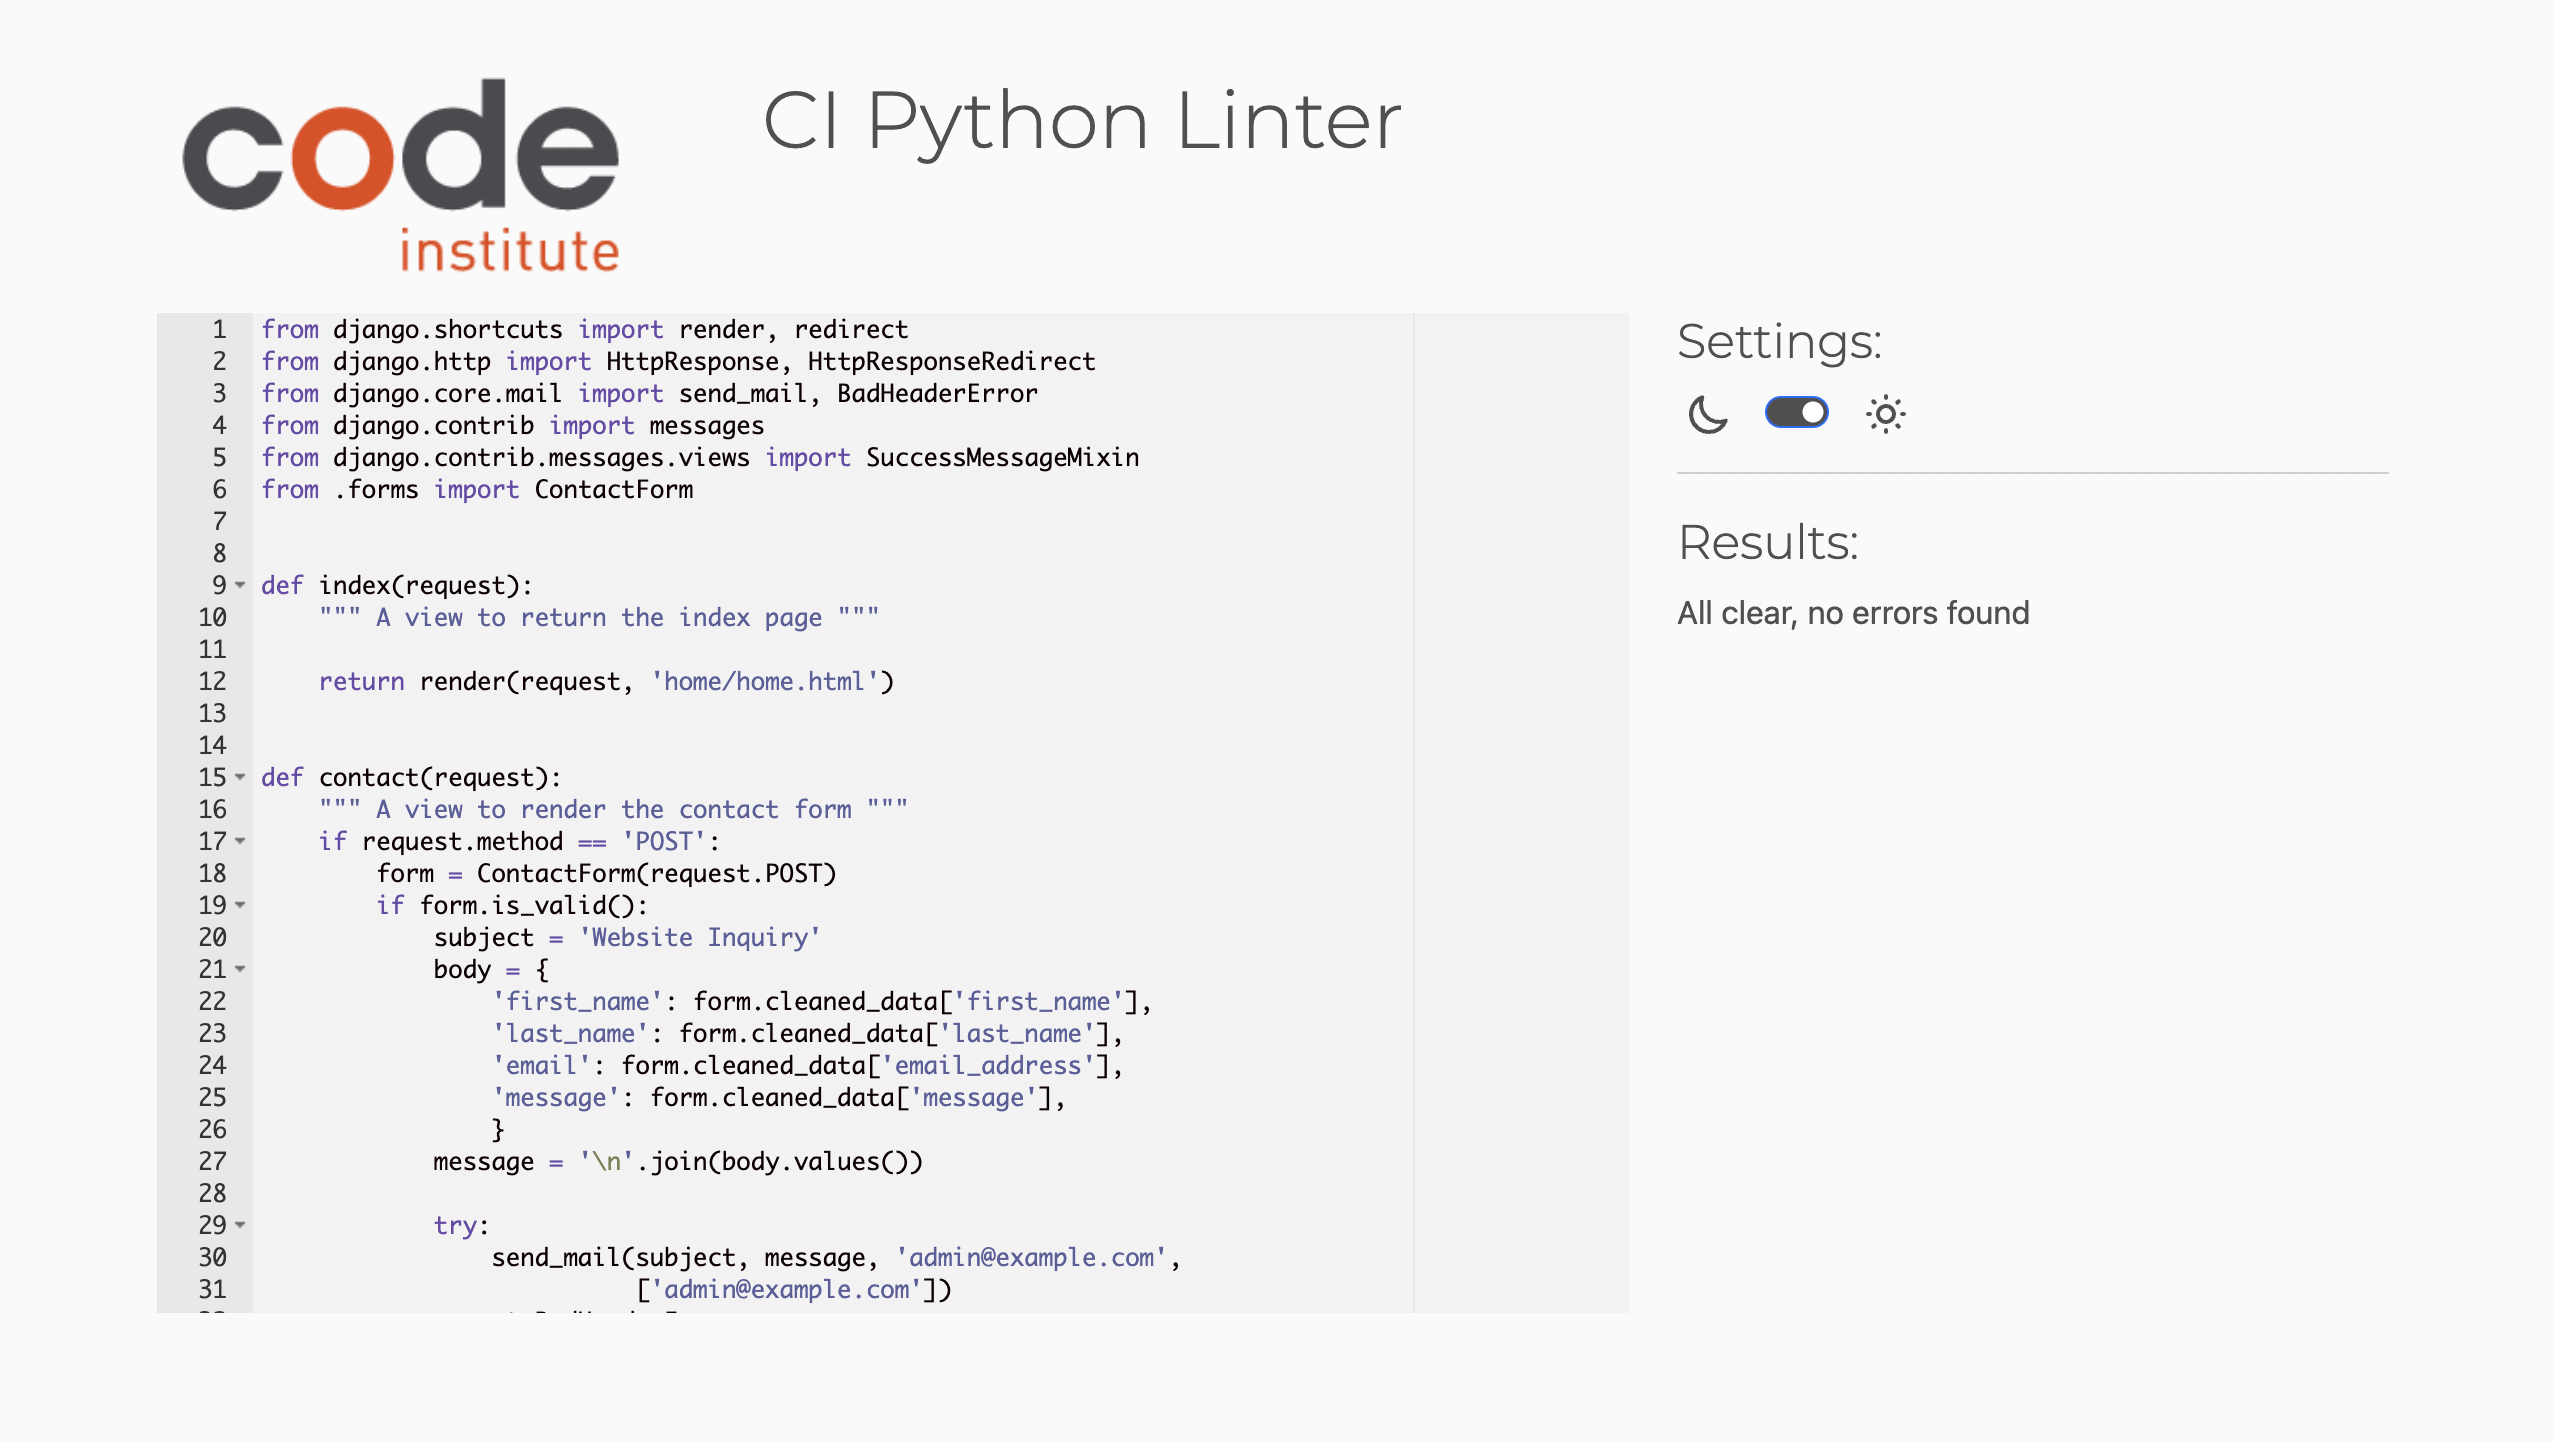 code
institute
CI Python Linter
1 from django.shortcuts import render, redirect
2 from django.http import HttpResponse, HttpResponseRedirect
3 from django.core.mail import send_mail, BadHeaderError
4 from django.contrib import messages
5 from django.contrib.messages.views import SuccessMessageMixin
6 from .forms import ContactForm
7
8
9 def index(request):
10     """ A view to return the index page """
11
12     return render(request, 'home/home.html')
13
14
15 def contact(request):
16     """ A view to render the contact form """
17     if request.method == 'POST':
18         form = ContactForm(request.POST)
19         if form.is_valid():
20             subject = 'Website Inquiry'
21             body = {
22                 'first_name': form.cleaned_data['first_name'],
23                 'last_name': form.cleaned_data['last_name'],
24                 'email': form.cleaned_data['email_address'],
25                 'message': form.cleaned_data['message'],
26                 }
27             message = '\n'.join(body.values())
28
29             try:
30                 send_mail(subject, message, 'admin@example.com',
31                           ['admin@example.com'])
Settings:
Results:
All clear, no errors found